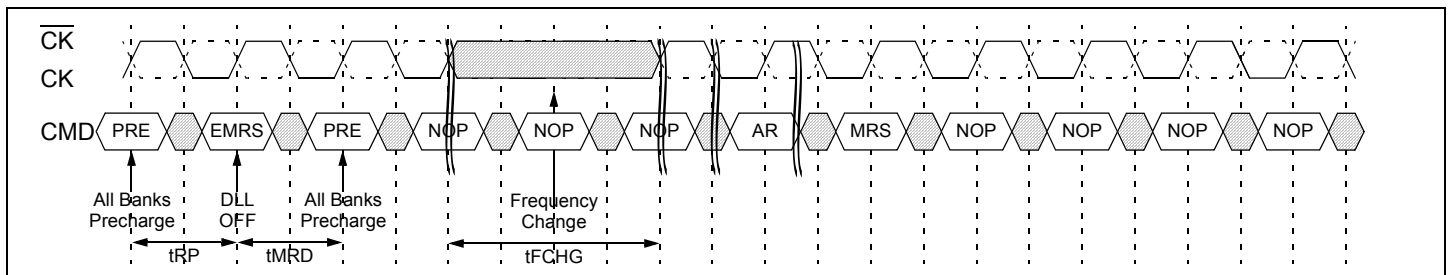 CK
CK
CMD PRE EMRS PRE NOP NOP NOP AR MRS NOP NOP NOP NOP
All Banks Precharge
DLL OFF
All Banks Precharge
Frequency Change
tRP tMRD tFCHG